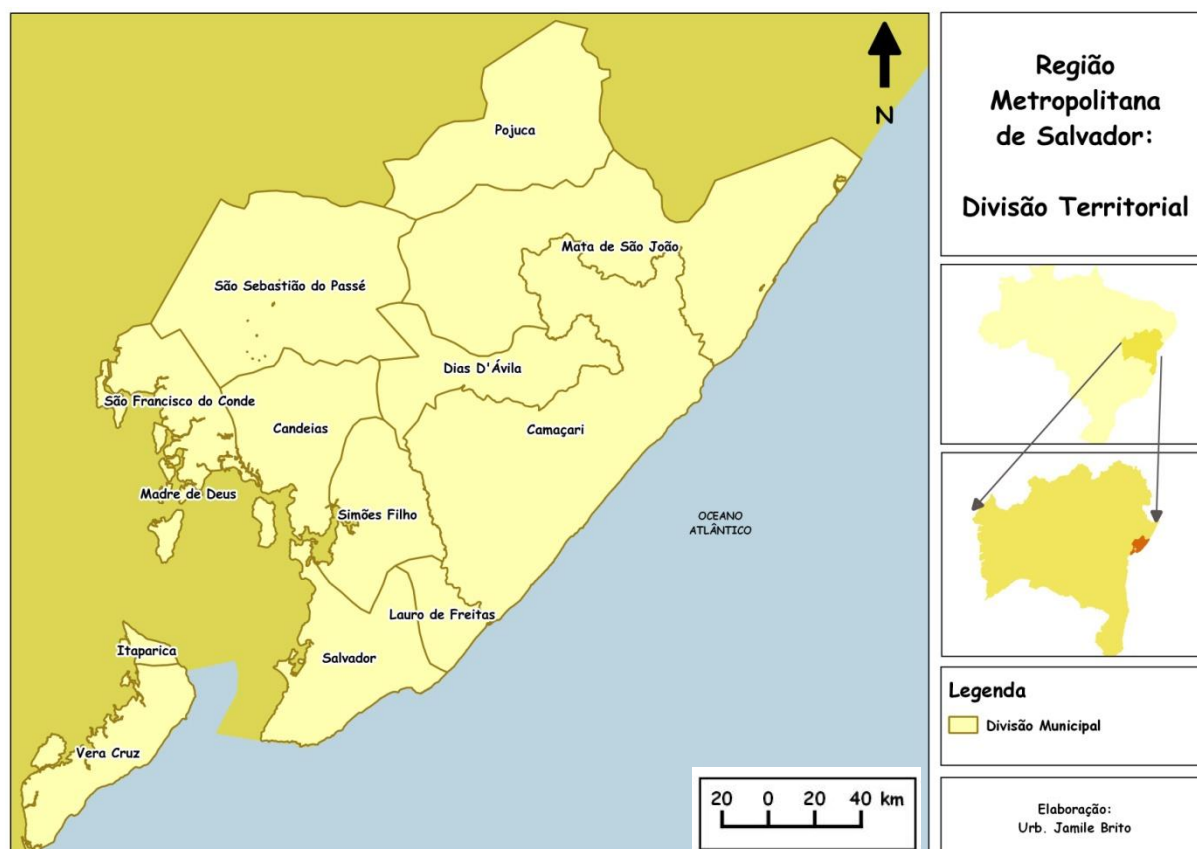 N
Pojuca
Mata de São João
São Sebastião do Passé
Dias D'Ávila
São Francisco do Conde
Candeias
Camaçari
Madre de Deus
Simões Filho
OCEANO
ATLÂNTICO
Lauro de Freitas
Itaparica
Salvador
Vera Cruz
20 0 20 40 km
Região
Metropolitana
de Salvador:
Divisão Territorial
Legenda
Divisão Municipal
Elaboração:
Urb. Jamile Brito